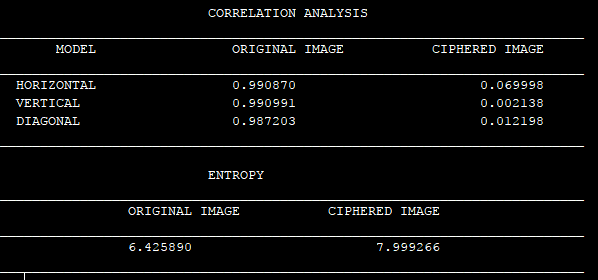 CORRELATION ANALYSIS
MODEL ORIGINAL IMAGE CIPHERED IMAGE
HORIZONTAL 0.990870 0.069998
VERTICAL 0.990991 0.002138
DIAGONAL 0.987203 0.012198
ENTROPY
ORIGINAL IMAGE CIPHERED IMAGE
6.425890 7.999266